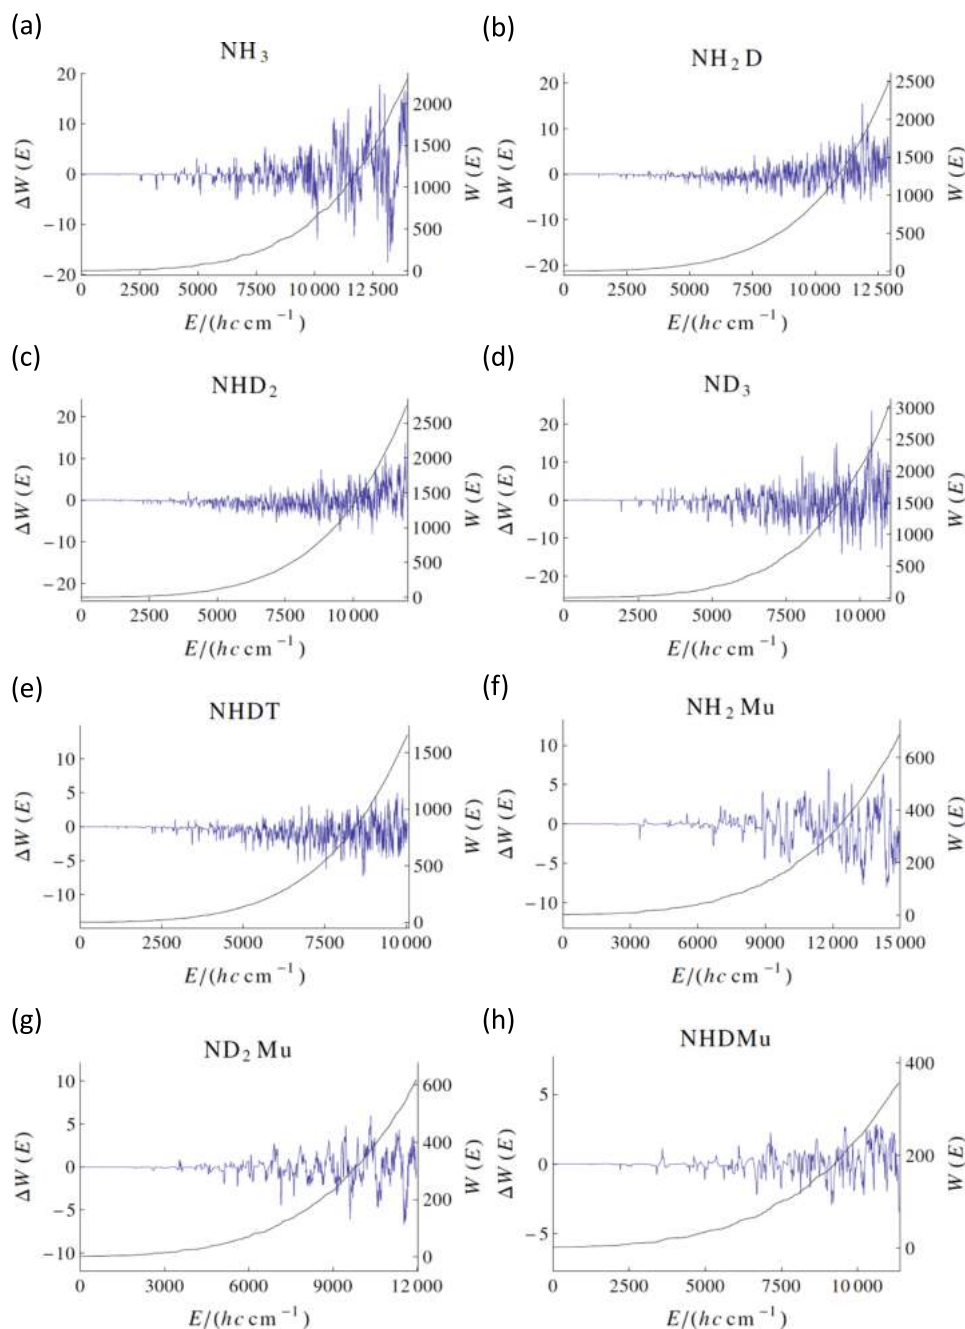 (a)
NH3
20
10
0
−10
−20
ΔW(E)
2000
1500
1000
500
0
W(E)
0 2500 5000 7500 10 000 12 500
E/(hc cm−1)
(b)
NH2D
20
10
0
−10
−20
ΔW(E)
2500
2000
1500
1000
500
0
W(E)
0 2500 5000 7500 10 000 12 500
E/(hc cm−1)
(c)
NHD2
20
10
0
−10
−20
ΔW(E)
2500
2000
1500
1000
500
0
W(E)
0 2500 5000 7500 10 000
E/(hc cm−1)
(d)
ND3
20
10
0
−10
−20
ΔW(E)
3000
2500
2000
1500
1000
500
0
W(E)
0 2500 5000 7500 10 000
E/(hc cm−1)
(e)
NHDT
10
5
0
−5
−10
ΔW(E)
1500
1000
500
0
W(E)
0 2500 5000 7500 10 000
E/(hc cm−1)
(f)
NH2Mu
10
5
0
−5
−10
ΔW(E)
600
400
200
0
W(E)
0 3000 6000 9000 12 000 15 000
E/(hc cm−1)
(g)
ND2Mu
10
5
0
−5
−10
ΔW(E)
600
400
200
0
W(E)
0 3000 6000 9000 12 000
E/(hc cm−1)
(h)
NHDMu
5
0
−5
ΔW(E)
400
200
0
W(E)
0 2500 5000 7500 10 000
E/(hc cm−1)